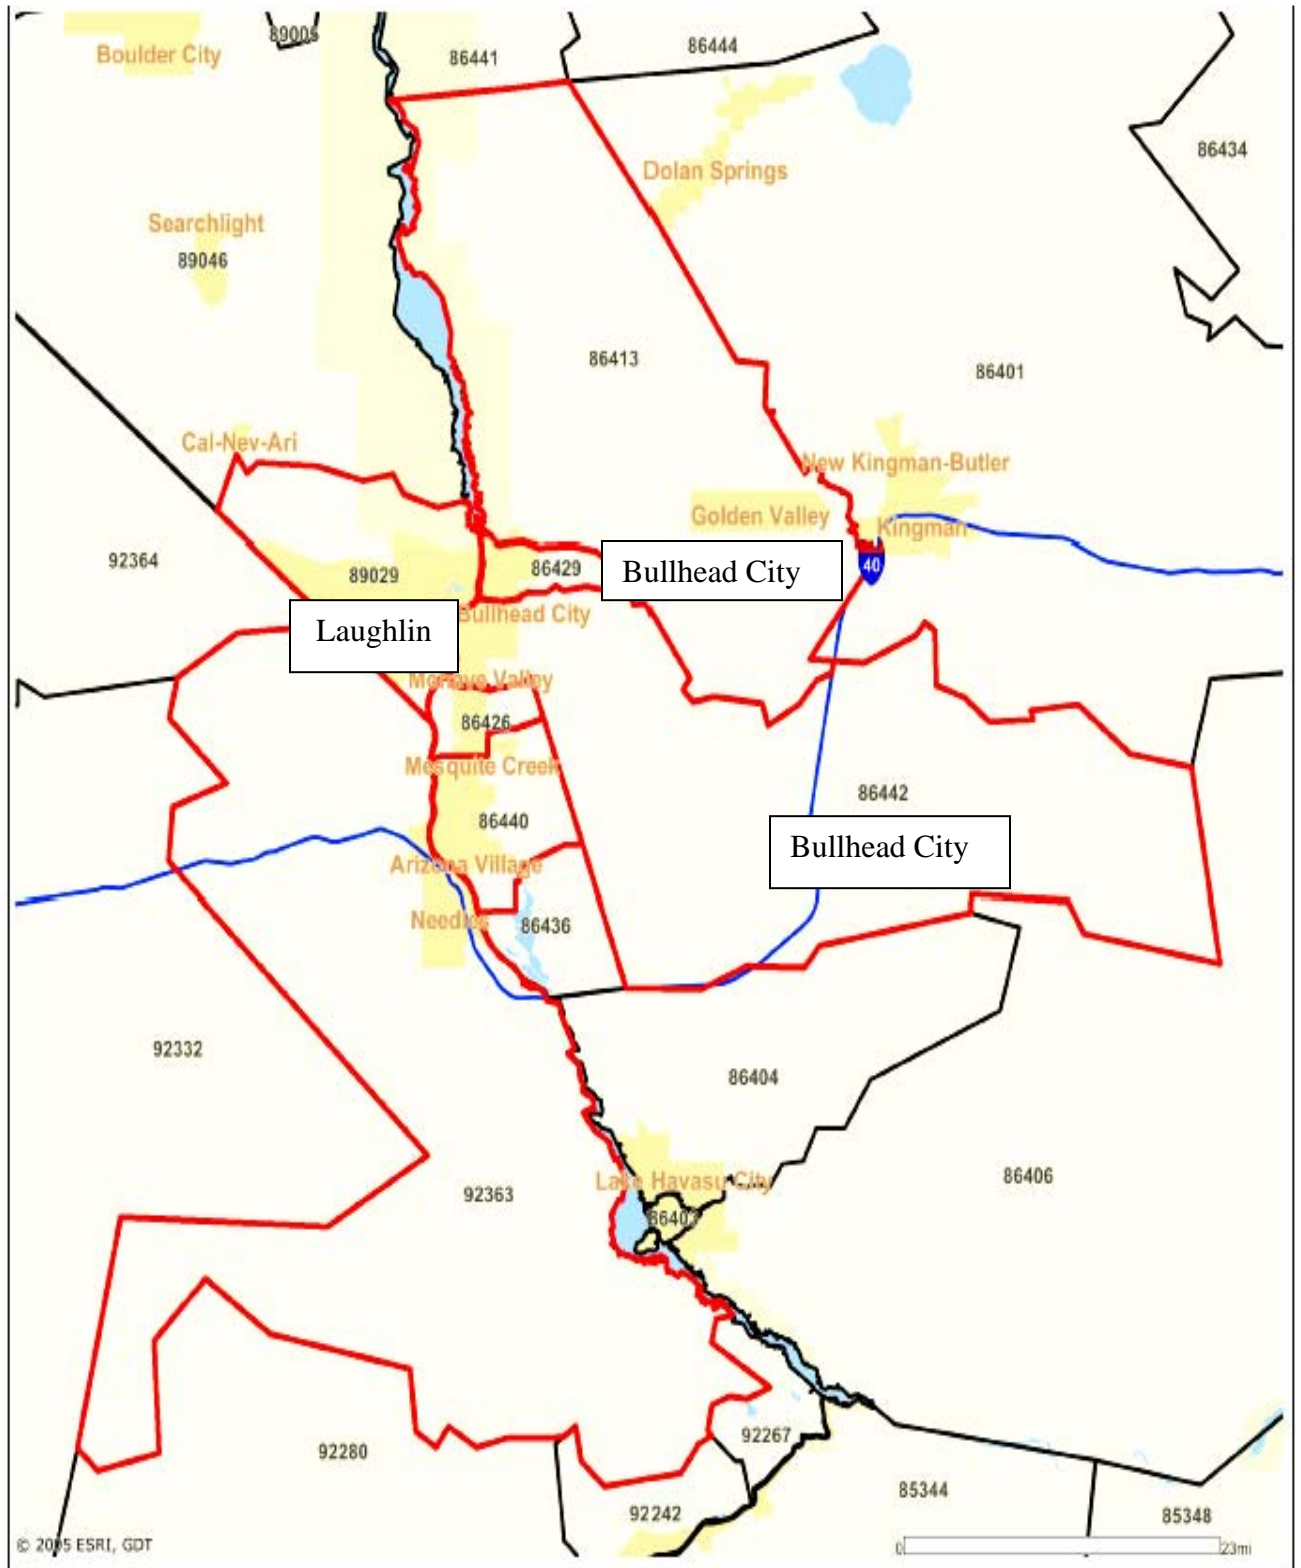 89005
Boulder City
86441
86444
86434
Dolan Springs
Searchlight
89046
86413
86401
Cal-Nev-Ari
New Kingman-Butler
Golden Valley
Kingman
92364
89029
86429
Bullhead City
40
Bullhead City
Laughlin
Mohave Valley
86426
Mesquite Creek
86442
86440
Bullhead City
Arizona Village
Needles
86436
92332
86404
86406
Lake Havasu City
92363
86403
92267
92280
85344
92242
85348
© 2005 ESRI, GDT
0
23mi